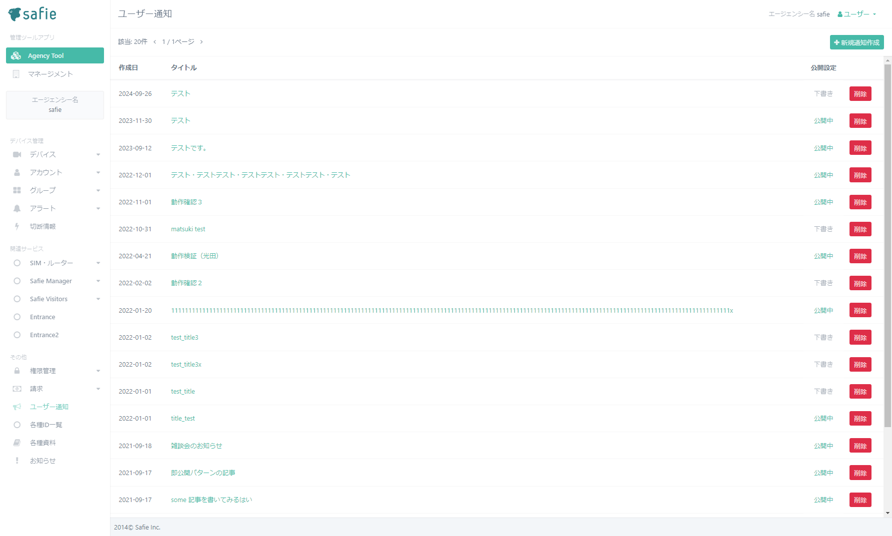 safie
管理ツールアプリ
Agency Tool
マネージメント
エージェンシー名
safie
デバイス管理
デバイス
アカウント
グループ
アラート
切断情報
関連サービス
SIM・ルーター
Safie Manager
Safie Visitors
Entrance
Entrance2
その他
権限管理
請求
ユーザー通知
各種ID一覧
各種資料
お知らせ
ユーザー通知
エージェンシー名 safie
ユーザー
該当: 20件 1 / 1ページ
新規通知作成
作成日 タイトル 公開設定
2024-09-26 テスト 下書き 削除
2023-11-30 テスト 公開中 削除
2023-09-12 テストです。 公開中 削除
2022-12-01 テスト・テストテスト・テストテスト・テストテスト・テスト 公開中 削除
2022-11-01 動作確認３ 公開中 削除
2022-10-31 matsuki test 下書き 削除
2022-04-21 動作検証（光田） 公開中 削除
2022-02-02 動作確認２ 下書き 削除
2022-01-20 公開中 削除
2022-01-02 test_title3 下書き 削除
2022-01-02 test_title3x 下書き 削除
2022-01-01 test_title 下書き 削除
2022-01-01 title_test 公開中 削除
2021-09-18 雑談会のお知らせ 公開中 削除
2021-09-17 即公開パターンの記事 公開中 削除
2021-09-17 some 記事を書いてみるはい 公開中 削除
2014© Safie Inc.